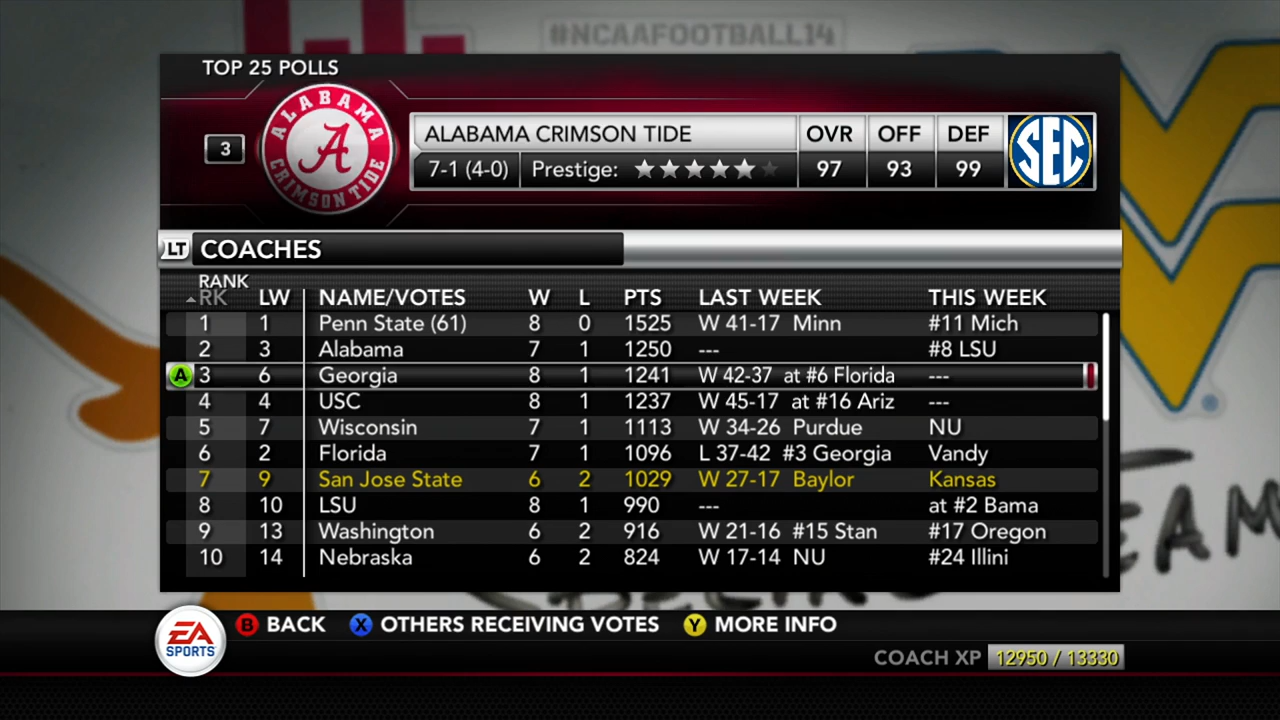 #NCAAFOOTBALL14
TOP 25 POLLS
3
ALABAMA CRIMSON TIDE
A
ALABAMA CRIMSON TIDE OVR OFF DEF
7-1 (4-0) Prestige: 97 93 99
SEC
LT COACHES
RANK
RK LW NAME/VOTES W L PTS LAST WEEK THIS WEEK
1 1 Penn State (61) 8 0 1525 W 41-17 Minn #11 Mich
2 3 Alabama 7 1 1250 --- #8 LSU
A 3 6 Georgia 8 1 1241 W 42-37 at #6 Florida ---
4 4 USC 8 1 1237 W 45-17 at #16 Ariz ---
5 7 Wisconsin 7 1 1113 W 34-26 Purdue NU
6 2 Florida 7 1 1096 L 37-42 #3 Georgia Vandy
7 9 San Jose State 6 2 1029 W 27-17 Baylor Kansas
8 10 LSU 8 1 990 --- at #2 Bama
9 13 Washington 6 2 916 W 21-16 #15 Stan #17 Oregon
10 14 Nebraska 6 2 824 W 17-14 NU #24 Illini
EA SPORTS
B BACK X OTHERS RECEIVING VOTES Y MORE INFO
COACH XP 12950 / 13330